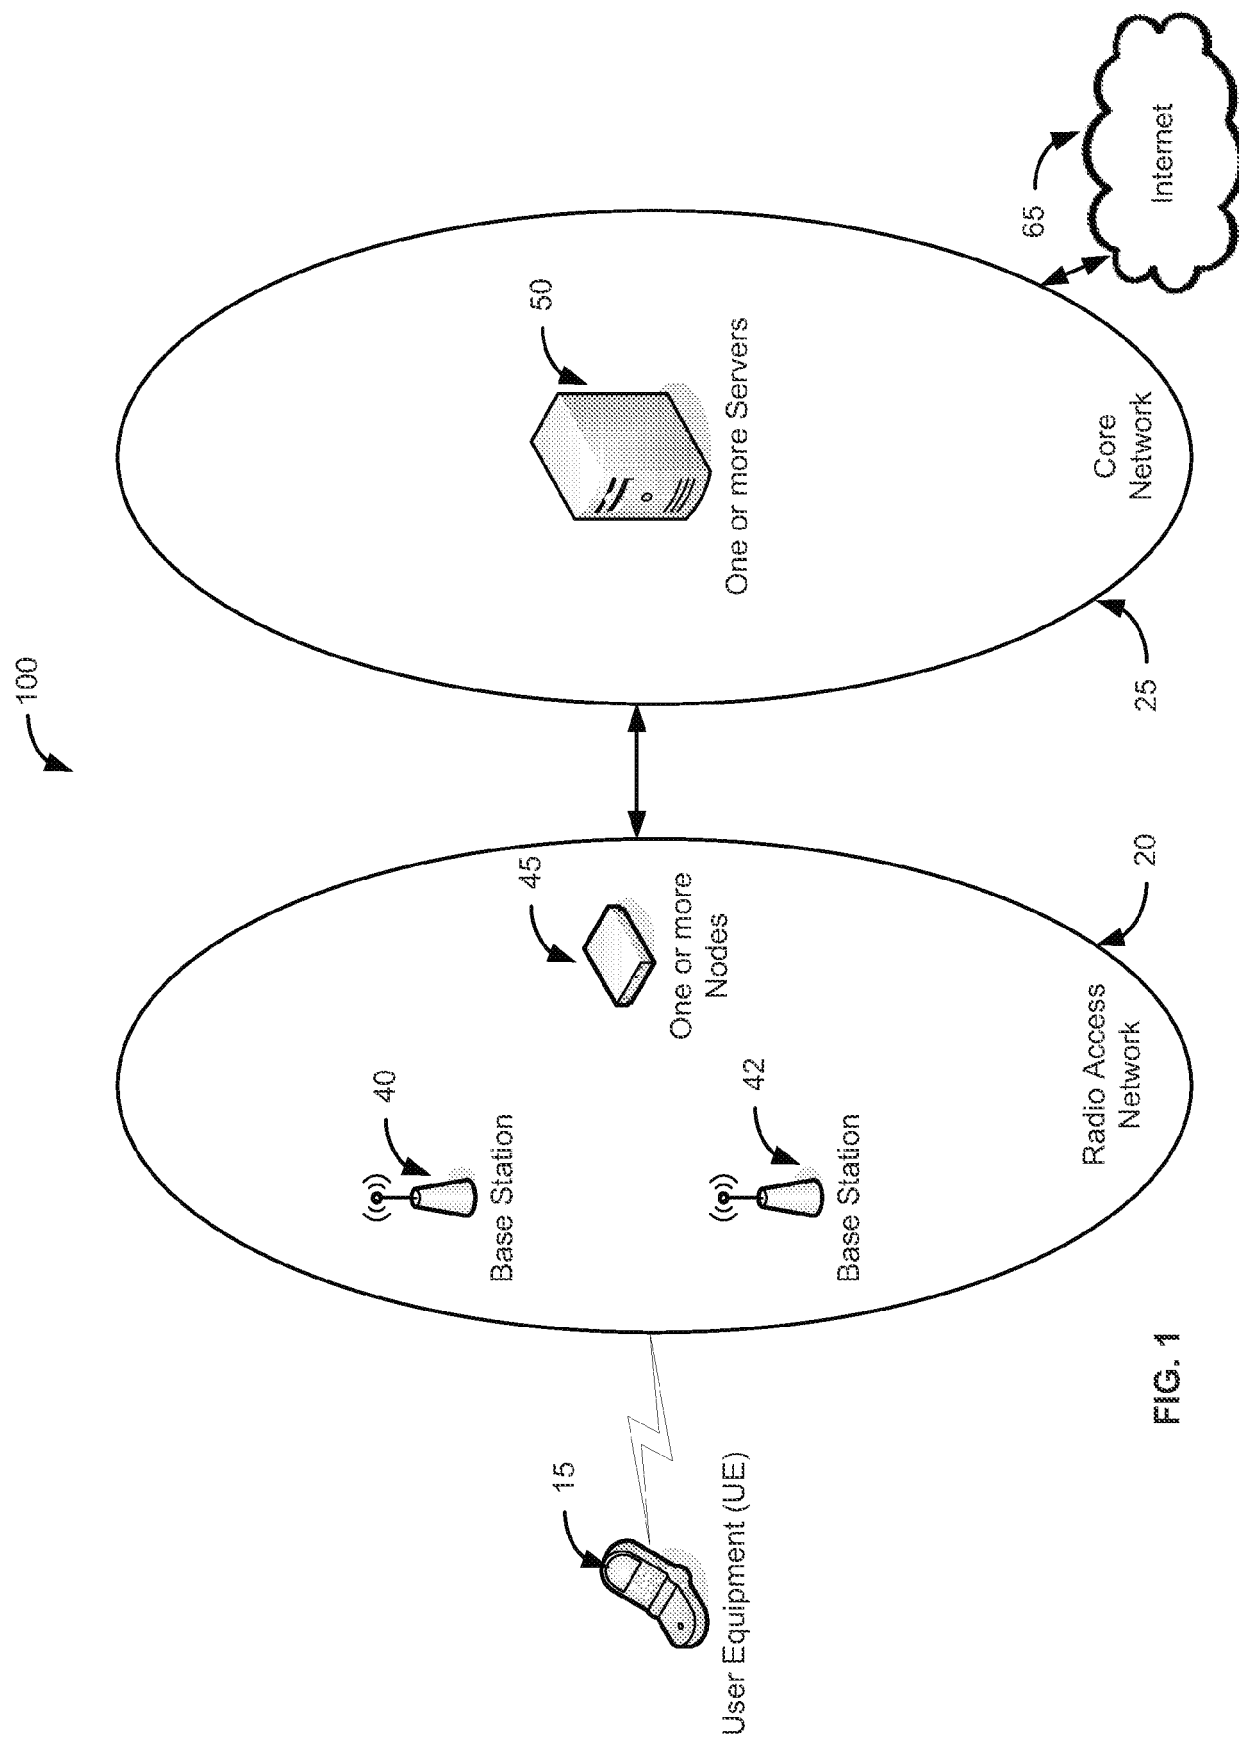 100
15
User Equipment (UE)
40
Base Station
42
Base Station
45
One or more
Nodes
Radio Access
Network
20
50
One or more Servers
Core
Network
25
65
Internet
FIG. 1